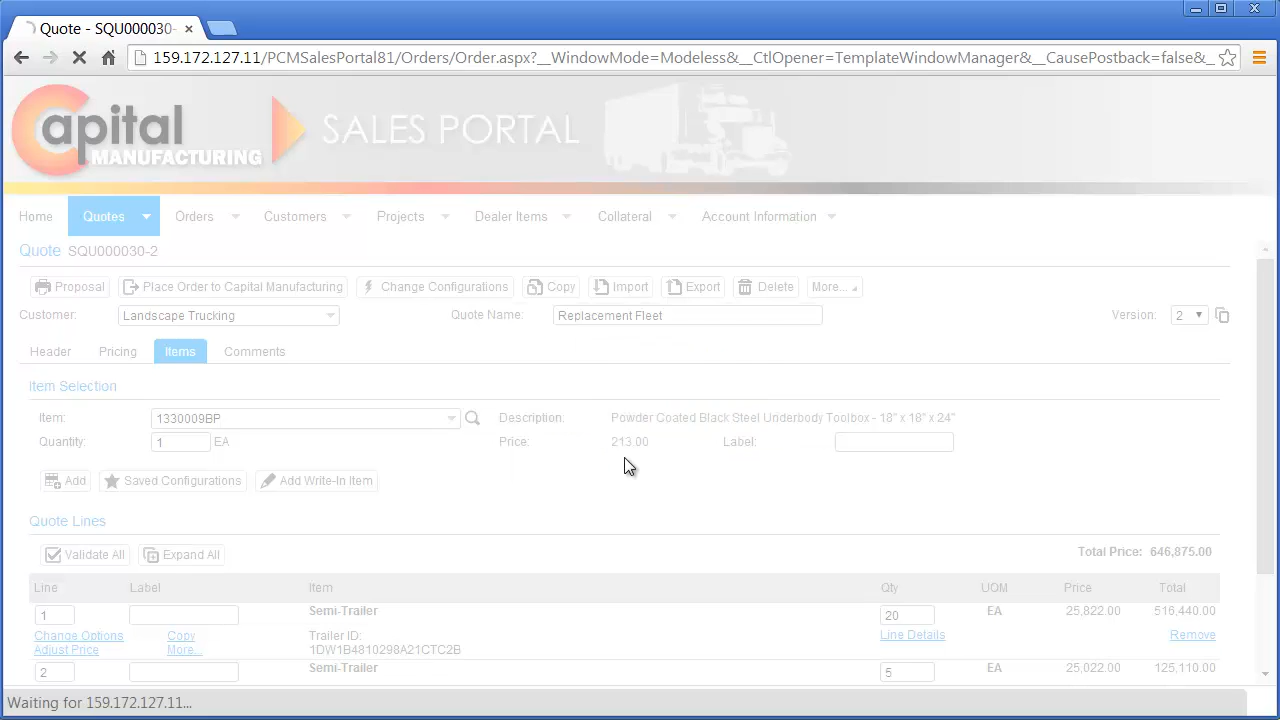 Quote - SQU000030-
159.172.127.11/PCMSalesPortal81/Orders/Order.aspx?__WindowMode=Modeless&__CtlOpener=TemplateWindowManager&__CausePostback=false&_
Capital MANUFACTURING SALES PORTAL
Home Quotes Orders Customers Projects Dealer Items Collateral Account Information
Quote SQU000030-2
Proposal Place Order to Capital Manufacturing Change Configurations Copy Import Export Delete More...
Customer: Landscape Trucking Quote Name: Replacement Fleet Version: 2
Header Pricing Items Comments
Item Selection
Item: 1330009BP Description: Powder Coated Black Steel Underbody Toolbox - 18" x 18" x 24"
Quantity: 1 EA Price: 213.00 Label:
Add Saved Configurations Add Write-In Item
Quote Lines
Validate All Expand All Total Price: 646,875.00
Line Label Item Qty UOM Price Total
1 Semi-Trailer 20 EA 25,822.00 516,440.00
Change Options Copy Trailer ID: Line Details Remove
Adjust Price More... 1DW1B4810298A21CTC2B
2 Semi-Trailer 5 EA 25,022.00 125,110.00
Waiting for 159.172.127.11...